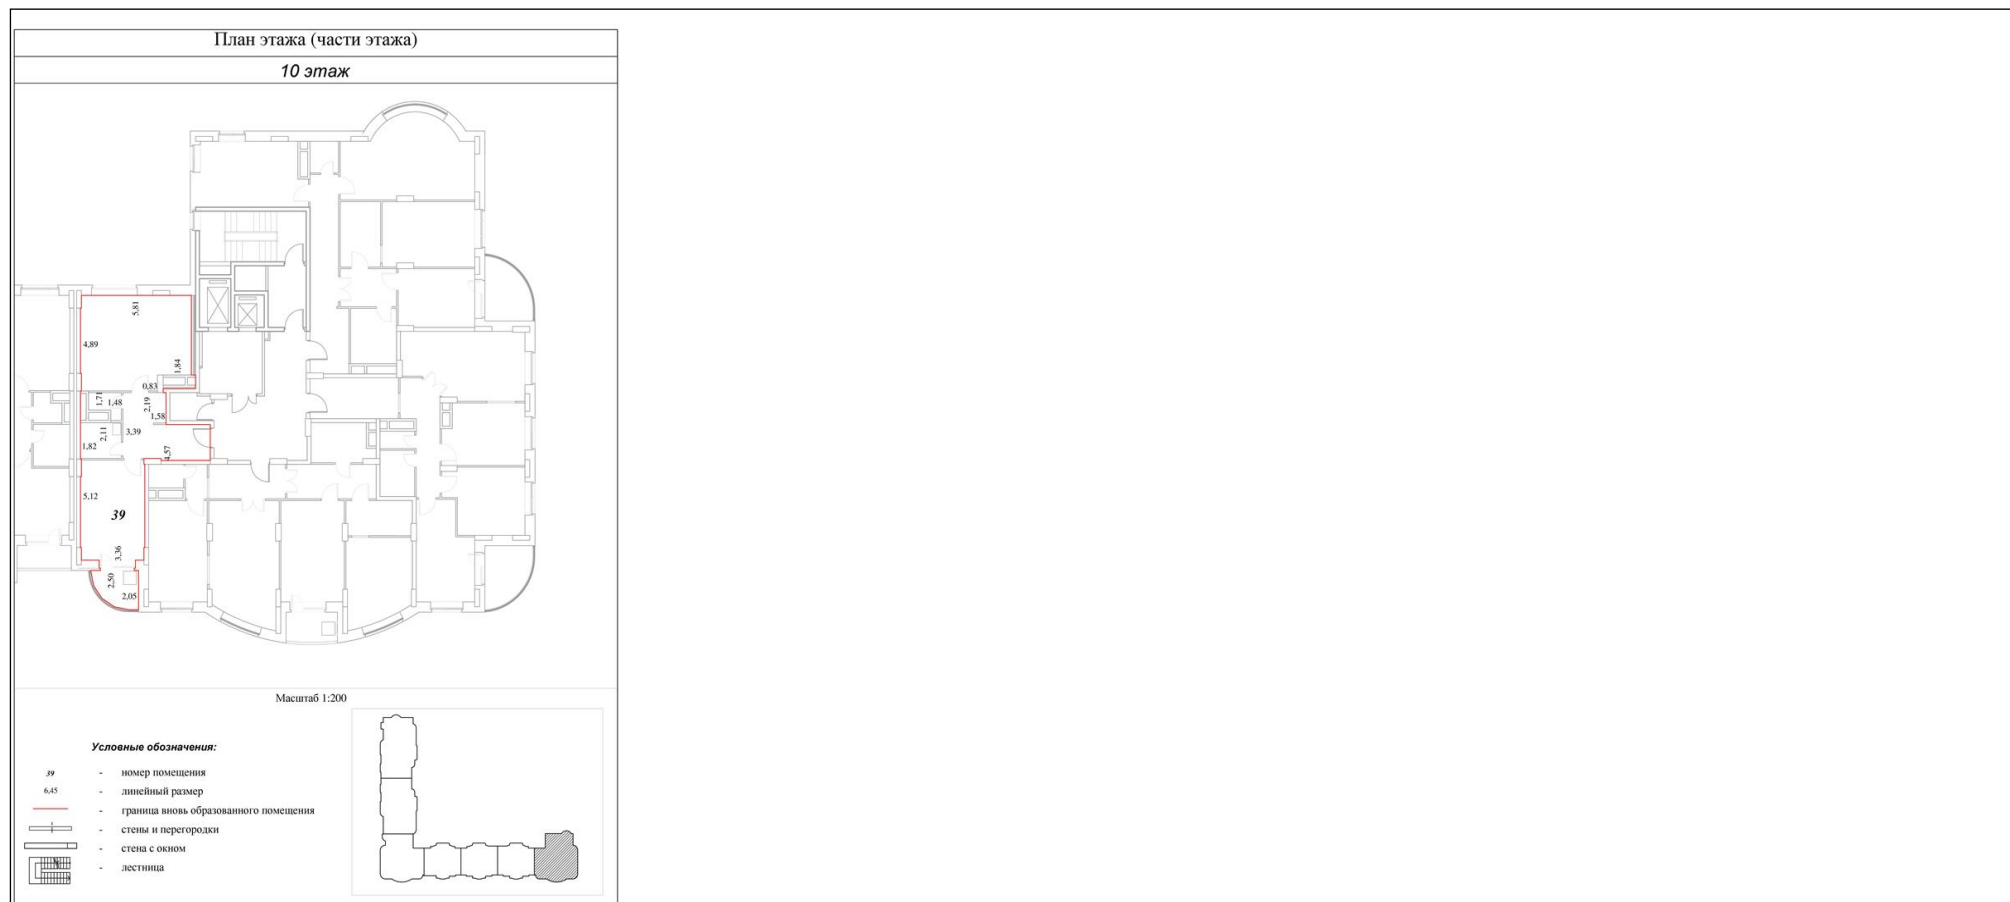 План этажа (части этажа)
10 этаж
5,81
4,89
1,84
0,83
1,71
1,48
2,19
1,58
3,39
2,11
1,82
4,57
5,12
39
3,36
2,50
2,05
Масштаб 1:200
Условные обозначения:
39 - номер помещения
6,45 - линейный размер
- граница вновь образованного помещения
- стены и перегородки
- стена с окном
- лестница